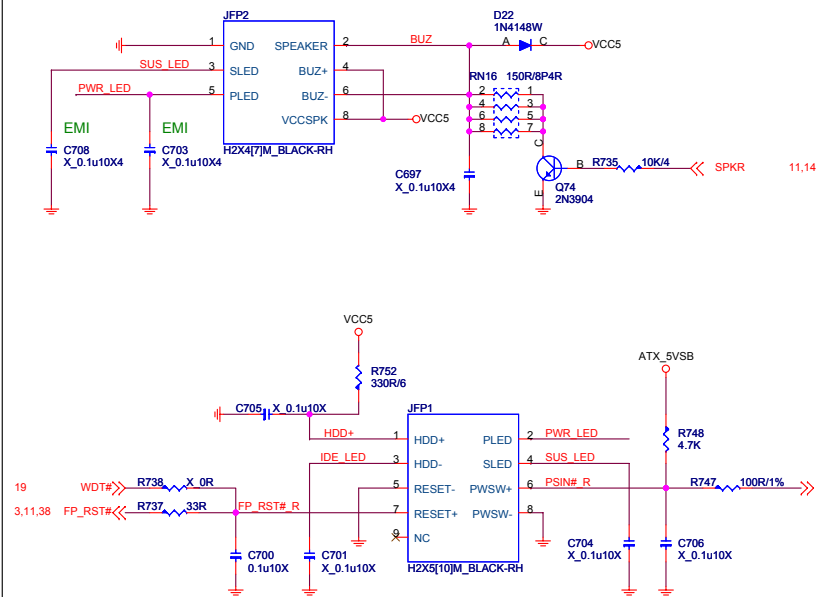 JFP2
D22
1N4148W
1 GND SPEAKER 2 BUZ A C VCC5
SUS_LED 3 SLED BUZ+ 4
RN16 150R/8P4R
PWR_LED 5 PLED BUZ- 6 2 1
4 3
VCCSPK 8 VCC5 6 5
8 7
EMI EMI
C708 C703
X_0.1u10X4 X_0.1u10X4
H2X4[7]M_BLACK-RH
C
C697
X_0.1u10X4
B R735 10K/4 SPKR 11,14
E Q74
2N3904
VCC5
ATX_5VSB
R752
330R/6
C705 X_0.1u10X
JFP1
HDD+ 1 HDD+ PLED 2 PWR_LED
R748
4.7K
IDE_LED 3 HDD- SLED 4 SUS_LED
19 WDT# R738 X_0R 5 RESET- PWSW+ 6 PSIN#_R R747 100R/1%
3,11,38 FP_RST# R737 33R FP_RST#_R 7 RESET+ PWSW- 8
9 NC
C700
0.1u10X
C701
X_0.1u10X
C704
X_0.1u10X
C706
X_0.1u10X
H2X5[10]M_BLACK-RH